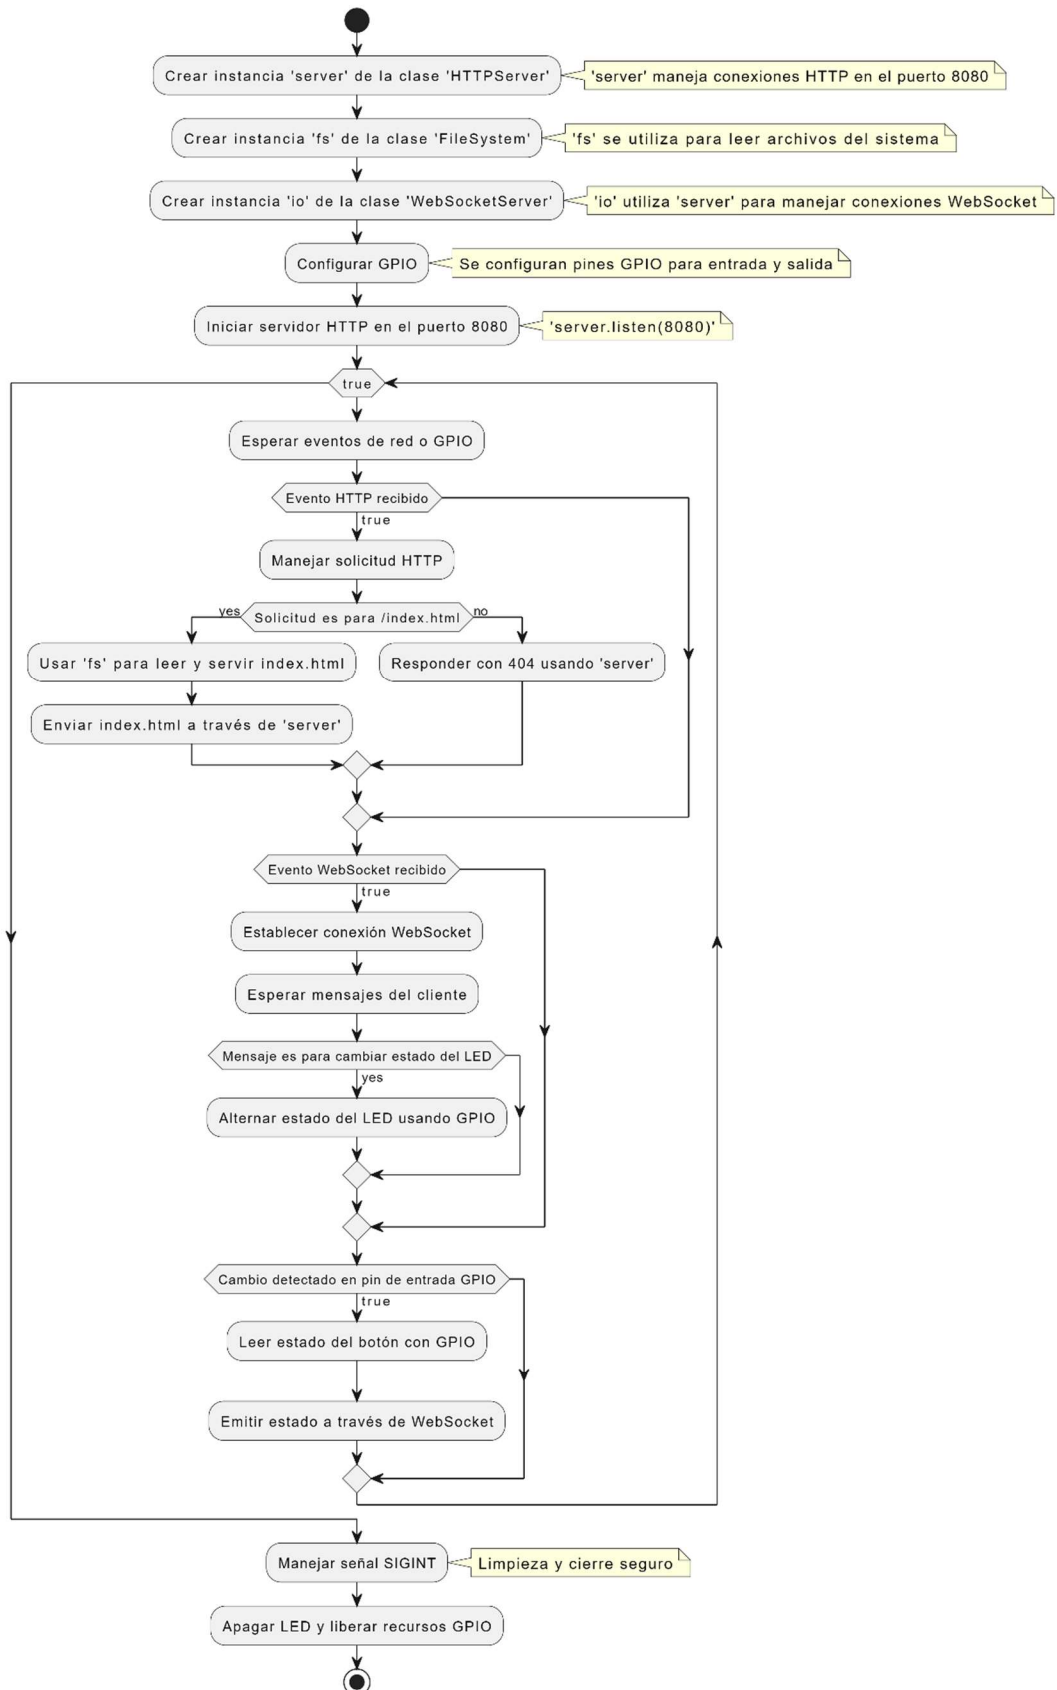 Crear instancia 'server' de la clase 'HTTPServer'
'server' maneja conexiones HTTP en el puerto 8080
Crear instancia 'fs' de la clase 'FileSystem'
'fs' se utiliza para leer archivos del sistema
Crear instancia 'io' de la clase 'WebSocketServer'
'io' utiliza 'server' para manejar conexiones WebSocket
Configurar GPIO
Se configuran pines GPIO para entrada y salida
Iniciar servidor HTTP en el puerto 8080
'server.listen(8080)'
true
Esperar eventos de red o GPIO
Evento HTTP recibido
true
Manejar solicitud HTTP
yes
Solicitud es para /index.html
no
Usar 'fs' para leer y servir index.html
Responder con 404 usando 'server'
Enviar index.html a través de 'server'
Evento WebSocket recibido
true
Establecer conexión WebSocket
Esperar mensajes del cliente
Mensaje es para cambiar estado del LED
yes
Alternar estado del LED usando GPIO
Cambio detectado en pin de entrada GPIO
true
Leer estado del botón con GPIO
Emitir estado a través de WebSocket
Manejar señal SIGINT
Limpieza y cierre seguro
Apagar LED y liberar recursos GPIO